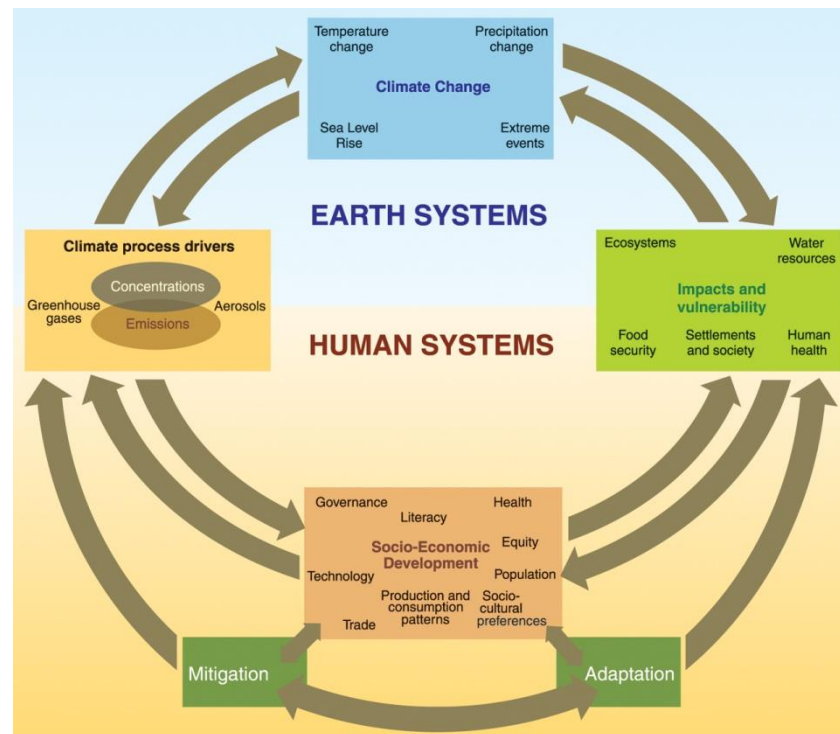 Temperature
change
Precipitation
change
Climate Change
Sea Level
Rise
Extreme
events
EARTH SYSTEMS
Climate process drivers
Concentrations
Greenhouse
gases
Aerosols
Emissions
Ecosystems
Water
resources
Impacts and
vulnerability
Food
security
Settlements
and society
Human
health
HUMAN SYSTEMS
Governance
Literacy
Health
Socio-Economic
Development
Equity
Technology
Population
Production and
consumption
patterns
Socio-
cultural
preferences
Trade
Mitigation
Adaptation